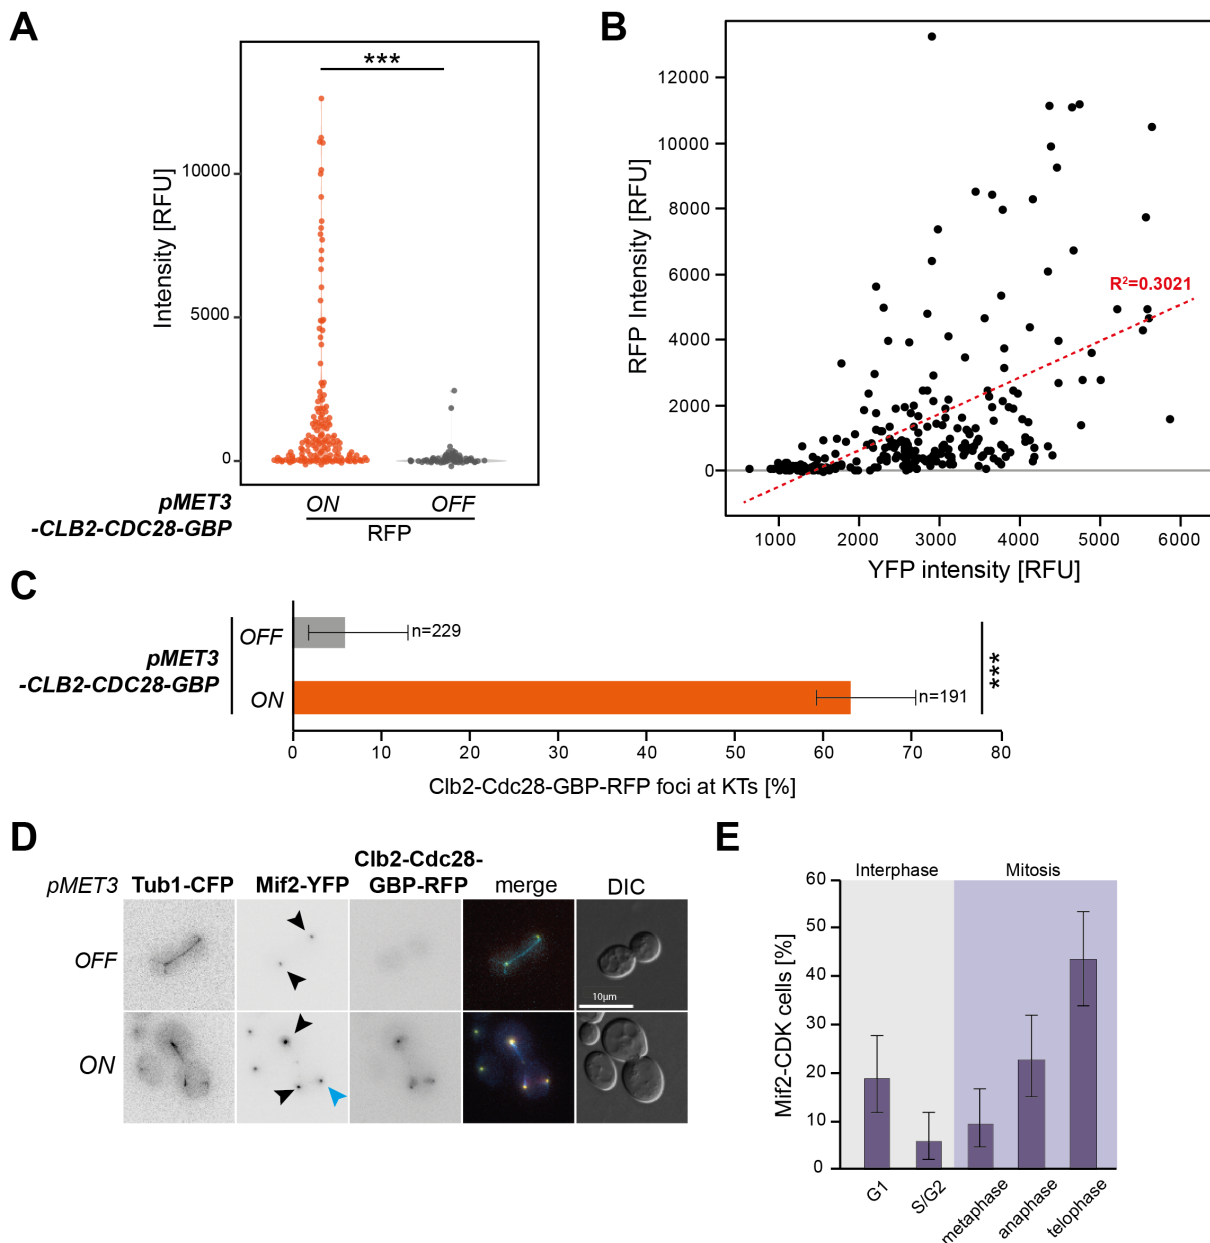 A
***
Intensity [RFU]
10000
5000
0
pMET3
-CLB2-CDC28-GBP
ON
OFF
RFP
B
RFP Intensity [RFU]
12000
10000
8000
6000
4000
2000
0
R²=0.3021
1000 2000 3000 4000 5000 6000
YFP intensity [RFU]
C
pMET3
-CLB2-CDC28-GBP
OFF
n=229
ON
n=191
***
0 10 20 30 40 50 60 70 80
Clb2-Cdc28-GBP-RFP foci at KTs [%]
D
pMET3
Tub1-CFP
Mif2-YFP
Clb2-Cdc28-
GBP-RFP
merge
DIC
OFF
10µm
ON
E
Interphase
Mitosis
Mif2-CDK cells [%]
60
50
40
30
20
10
0
G1
S/G2
metaphase
anaphase
telophase